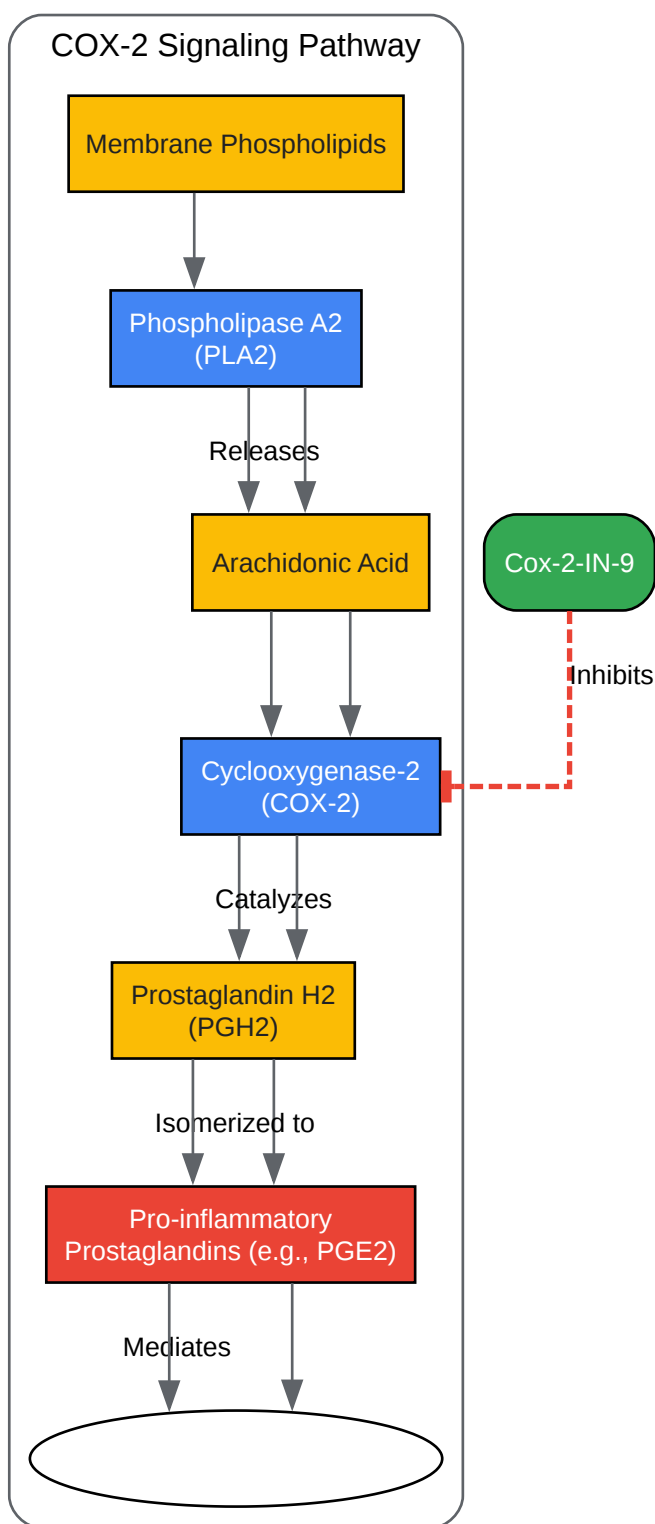 COX-2 Signaling Pathway
Membrane Phospholipids
Phospholipase A2
(PLA2)
Releases
Arachidonic Acid
Cox-2-IN-9
Inhibits
Cyclooxygenase-2
(COX-2)
Catalyzes
Prostaglandin H2
(PGH2)
Isomerized to
Pro-inflammatory
Prostaglandins (e.g., PGE2)
Mediates